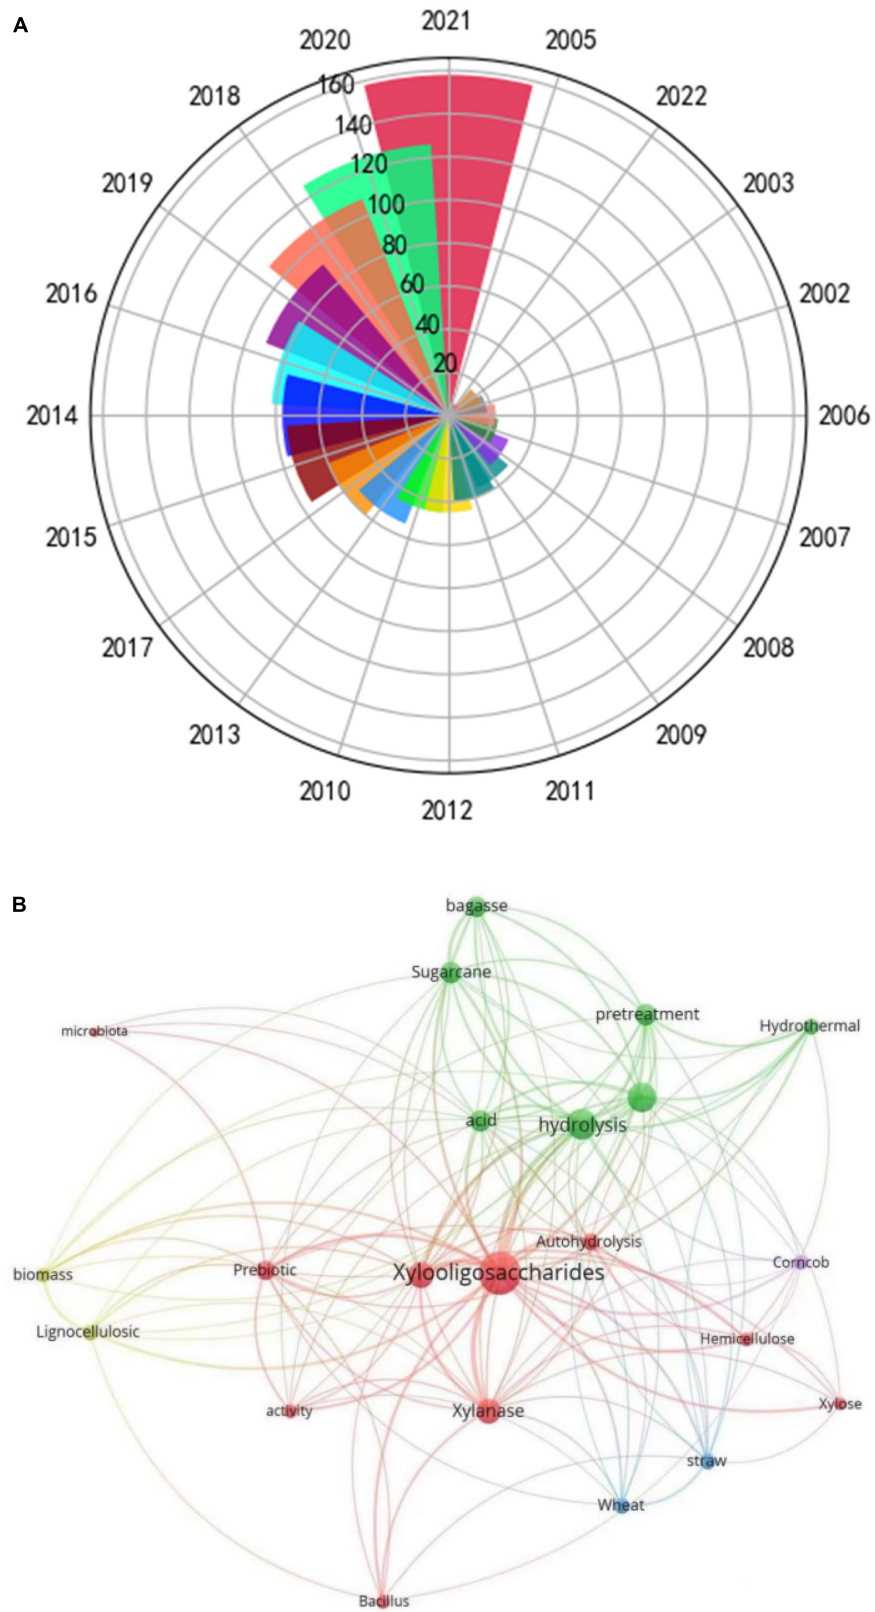 A
2021
2020
2005
2018
160
2022
140
120
2019
2003
100
80
60
2016
2002
40
20
2014
2006
2015
2007
2017
2008
2013
2009
2010
2011
2012
B
bagasse
Sugarcane
pretreatment
Hydrothermal
microbiota
acid
hydrolysis
Autohydrolysis
Corncob
Prebiotic
Xylooligosaccharides
biomass
Lignocellulosic
Hemicellulose
Xylose
activity
Xylanase
straw
Wheat
Bacillus